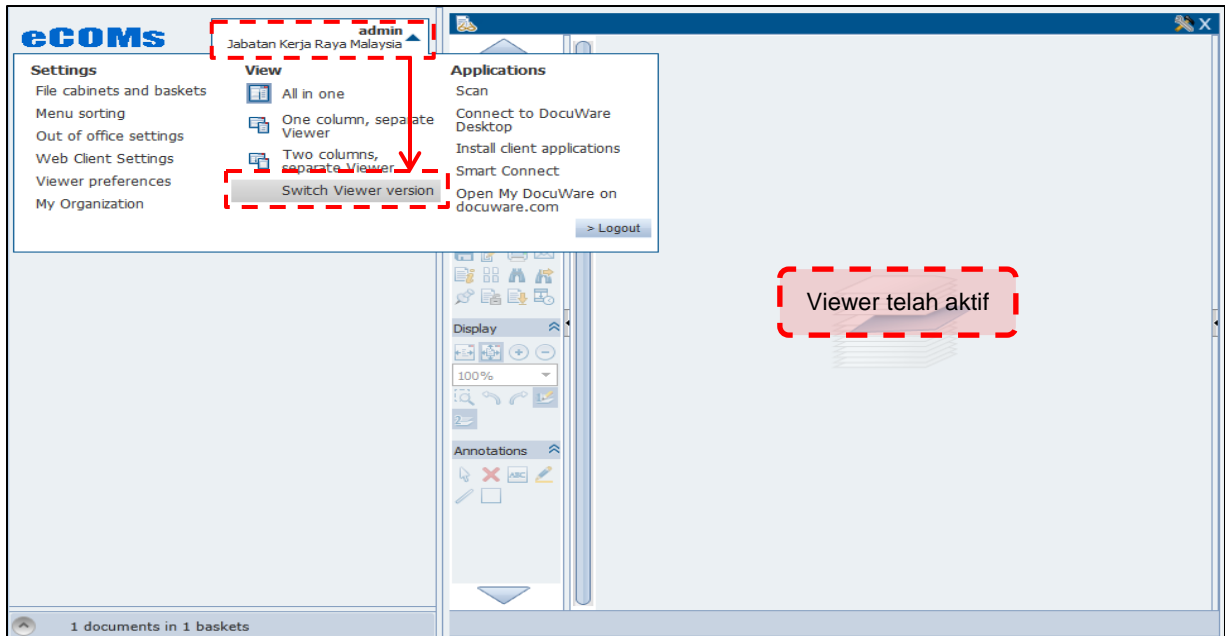 eCOMs
admin
Jabatan Kerja Raya Malaysia
X
Settings
File cabinets and baskets
Menu sorting
Out of office settings
Web Client Settings
Viewer preferences
My Organization
View
All in one
One column, separate
Viewer
Two columns,
separate Viewer
Switch Viewer version
Applications
Scan
Connect to DocuWare
Desktop
Install client applications
Smart Connect
Open My DocuWare on
docuware.com
> Logout
Display
100%
2
Annotations
ABC
Viewer telah aktif
1 documents in 1 baskets